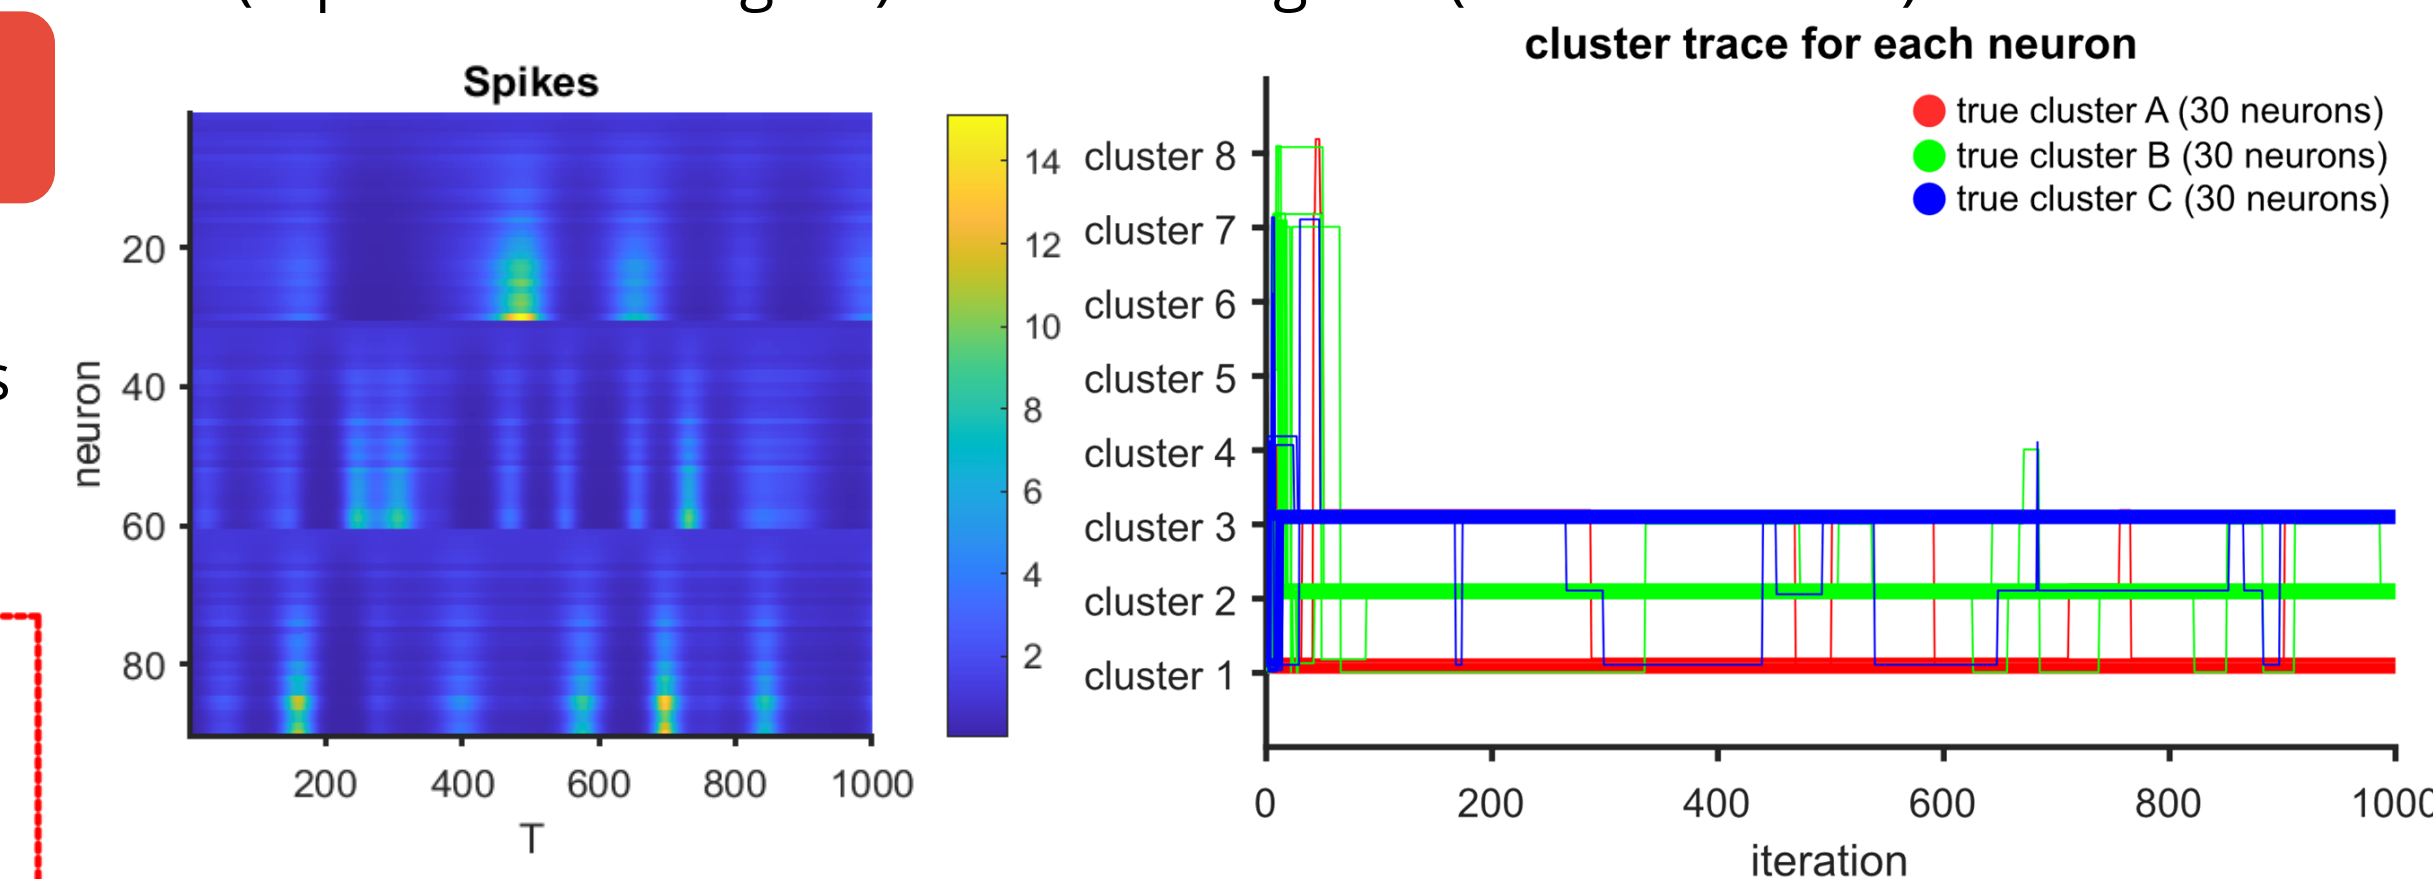 Spikes
neuron
20
40
60
80
200
400
600
800
1000
T
14
12
10
8
6
4
2
cluster trace for each neuron
true cluster A (30 neurons)
true cluster B (30 neurons)
true cluster C (30 neurons)
cluster 8
cluster 7
cluster 6
cluster 5
cluster 4
cluster 3
cluster 2
cluster 1
0
200
400
600
800
1000
iteration
s